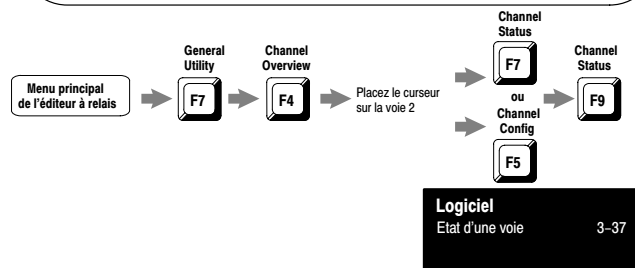 Channel
Status
General
Utility
Channel
Overview
F7
Channel
Status
Menu principal
de l'éditeur à relais
F7
F4
Placez le curseur
sur la voie 2
ou
F9
Channel
Config
F5
Logiciel
Etat d'une voie 3–37